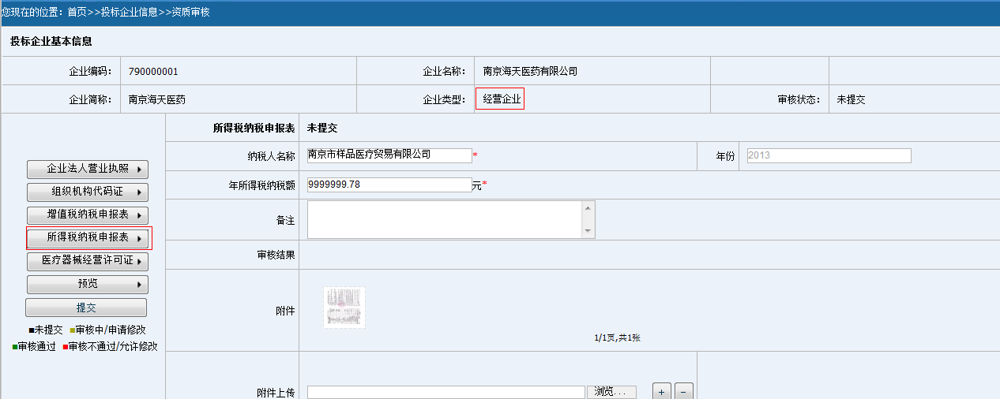 您现在的位置：首页>>投标企业信息>>资质审核
投标企业基本信息
企业编码： 790000001 企业名称： 南京海天医药有限公司
企业简称： 南京海天医药 企业类型： 经营企业 审核状态： 未提交
所得税纳税申报表 未提交
纳税人名称 南京市样品医疗贸易有限公司 * 年份 2013
年所得税纳税额 9999999.78 元*
备注
审核结果
附件
1/1页,共1张
附件上传 浏览... + －
企业法人营业执照
组织机构代码证
增值税纳税申报表
所得税纳税申报表
医疗器械经营许可证
预览
提交
■未提交 ■审核中/申请修改
■审核通过 ■审核不通过/允许修改